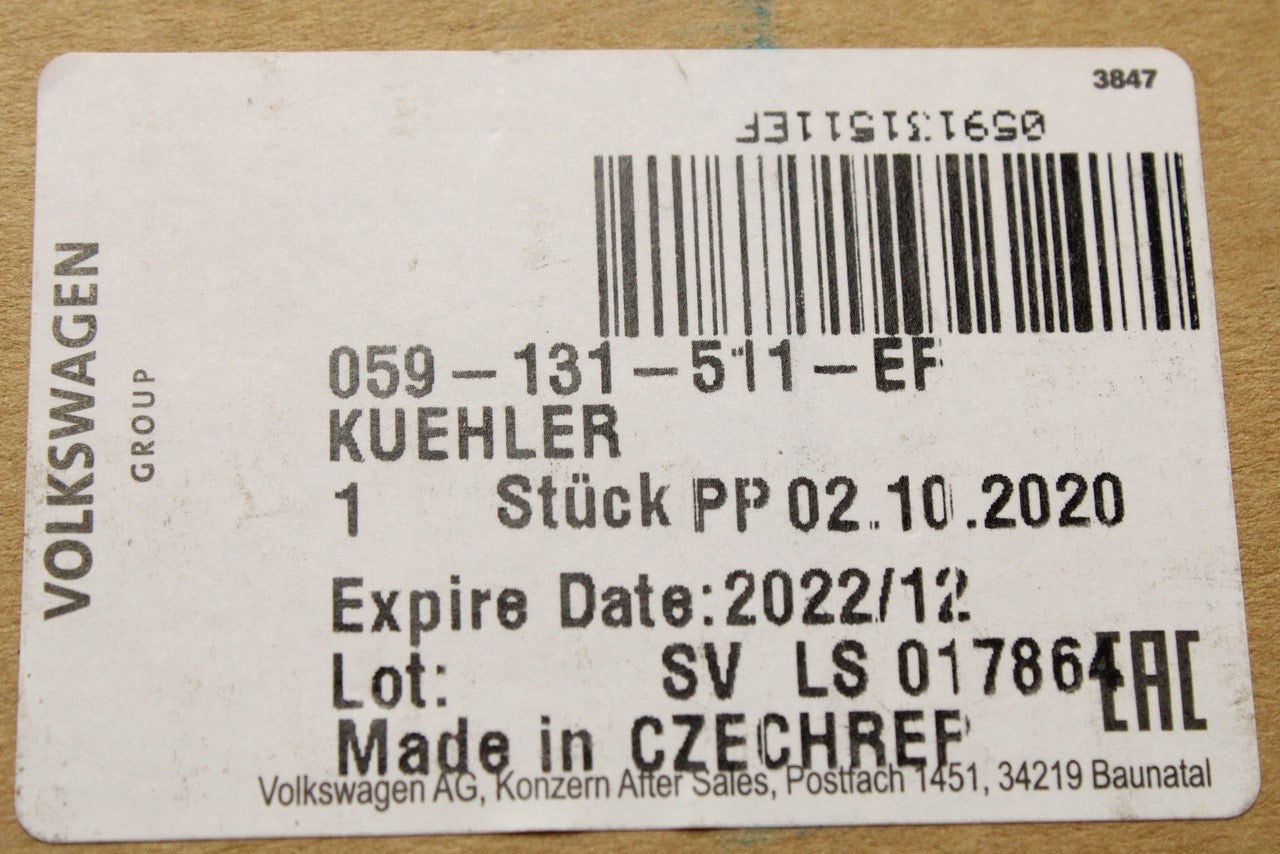 3847
059131511EF
VOLKSWAGEN
GROUP
059-131-511-EF
KUEHLER
1 Stück PP 02.10.2020
Expire Date:2022/12
Lot: SV LS 017864
EAC
Made in CZECHREP
Volkswagen AG, Konzern After Sales, Postfach 1451, 34219 Baunatal